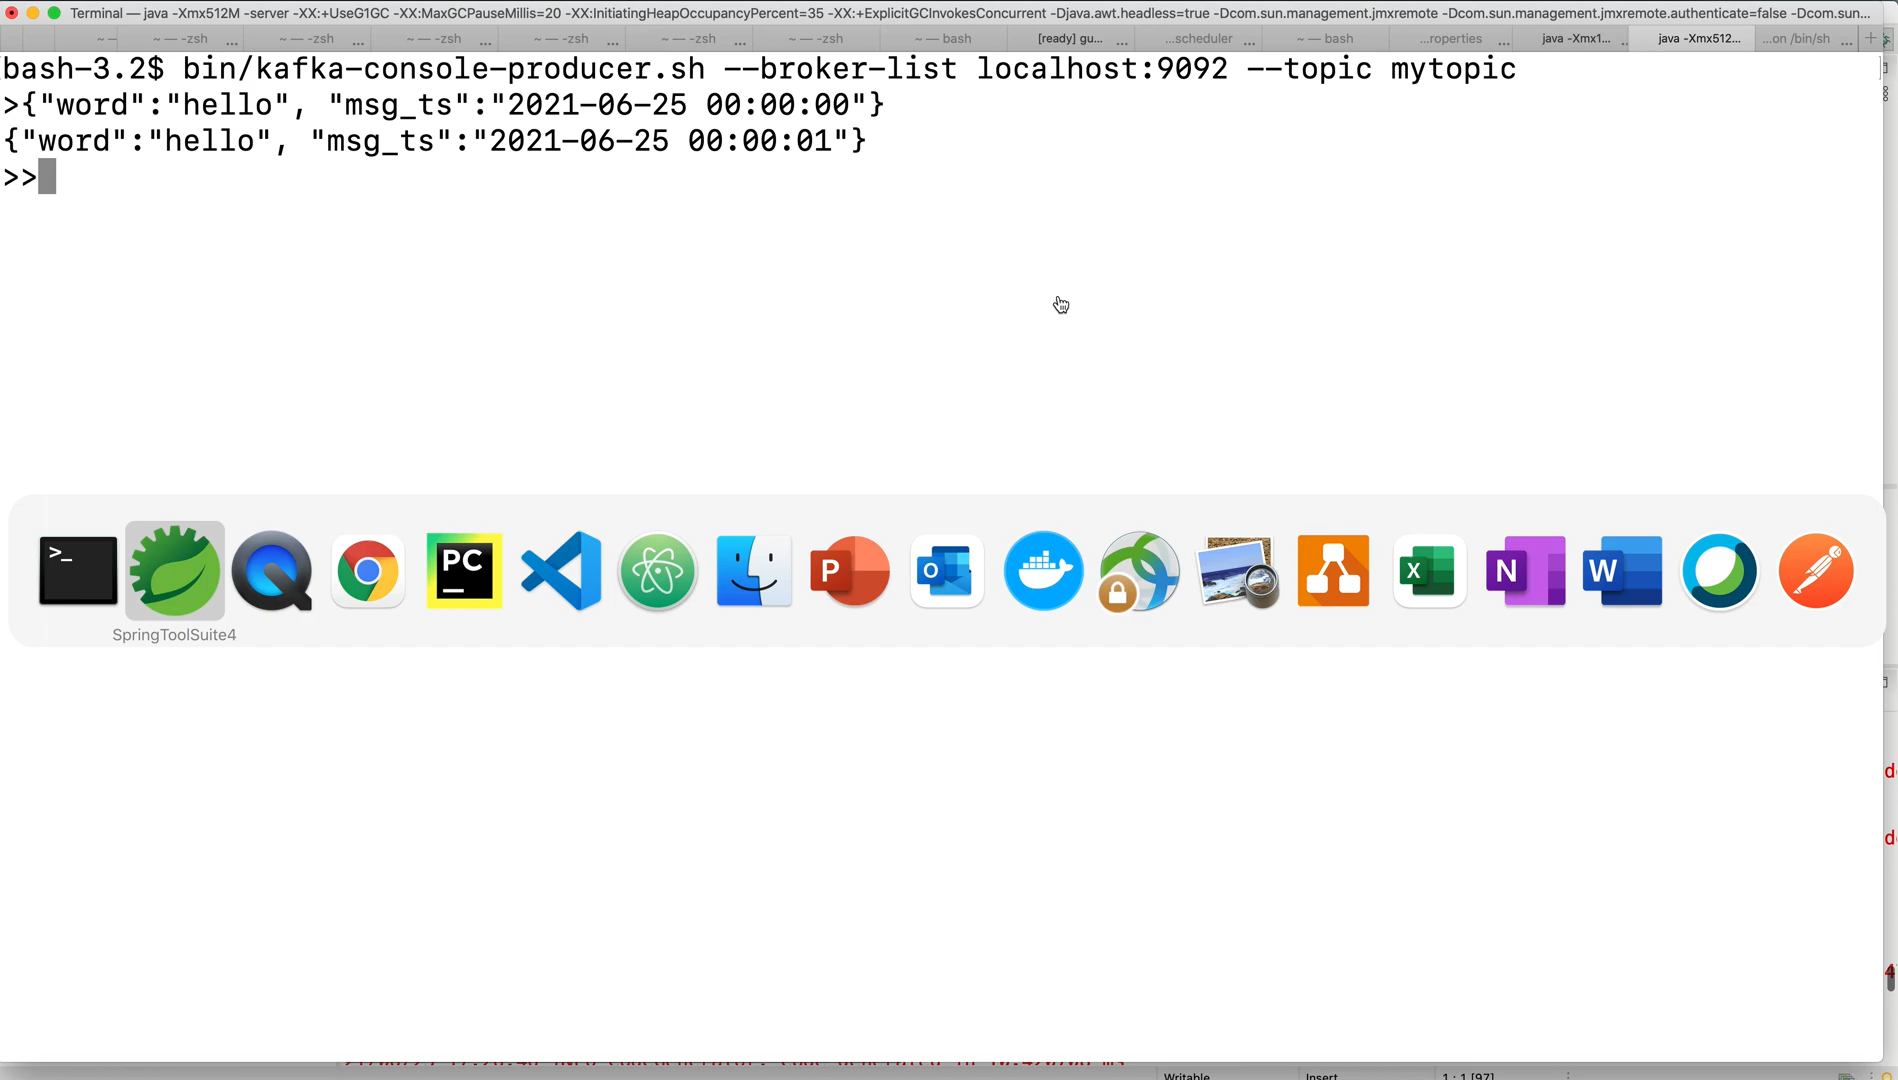 Terminal — java -Xmx512M -server -XX:+UseG1GC -XX:MaxGCPauseMillis=20 -XX:InitiatingHeapOccupancyPercent=35 -XX:+ExplicitGCInvokesConcurrent -Djava.awt.headless=true -Dcom.sun.management.jmxremote -Dcom.sun.management.jmxremote.authenticate=false -Dcom.sun...
~ — ~ — -zsh ... ~ — -zsh ... ~ — -zsh ... ~ — -zsh ... ~ — -zsh ... ~ — -zsh ~ — bash [ready] gu... ... ...scheduler ... ~ — bash ...roperties ... java -Xmx1... ... java -Xmx512... ...on /bin/sh ... +
bash-3.2$ bin/kafka-console-producer.sh --broker-list localhost:9092 --topic mytopic
>{"word":"hello", "msg_ts":"2021-06-25 00:00:00"}
{"word":"hello", "msg_ts":"2021-06-25 00:00:01"}
>>
>_
PC
P
O
X
N
W
SpringToolSuite4
Writable Insert 1 : 1 [97]